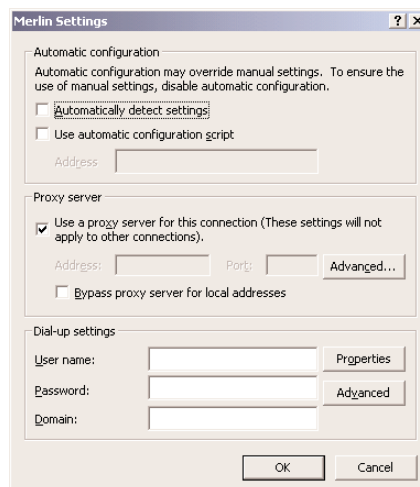 Merlin Settings
Automatic configuration
Automatic configuration may override manual settings. To ensure the
use of manual settings, disable automatic configuration.
Automatically detect settings
Use automatic configuration script
Address
Proxy server
Use a proxy server for this connection (These settings will not
apply to other connections).
Address: Port: Advanced...
Bypass proxy server for local addresses
Dial-up settings
User name: Properties
Password: Advanced
Domain:
OK Cancel